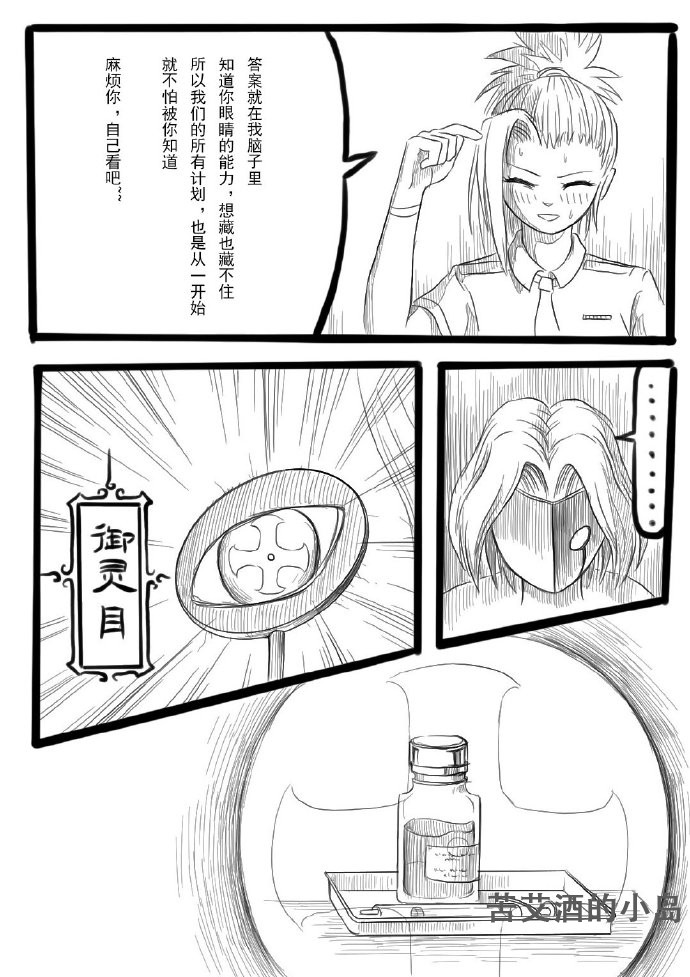 答案就在我脑子里
知道你眼睛的能力，想藏也藏不住
所以我们的所有计划，也是从一开始
就不怕被你知道
麻烦你，自己看吧~~
………
御灵目
苦艾酒的小岛